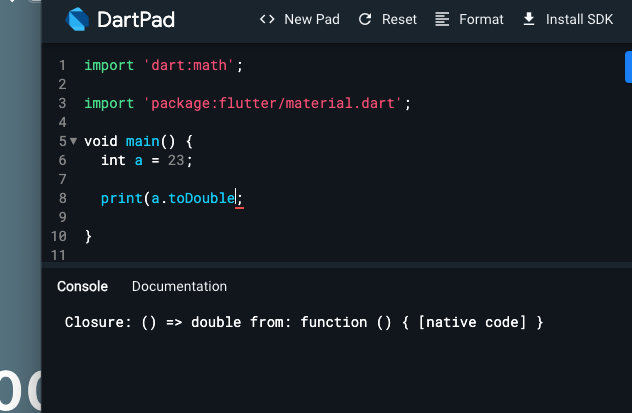 DartPad
<> New Pad Reset Format Install SDK
1 import 'dart:math';
2
3 import 'package:flutter/material.dart';
4
5 void main() {
6 int a = 23;
7
8 print(a.toDouble;
9
10 }
11
Console Documentation
Closure: () => double from: function () { [native code] }